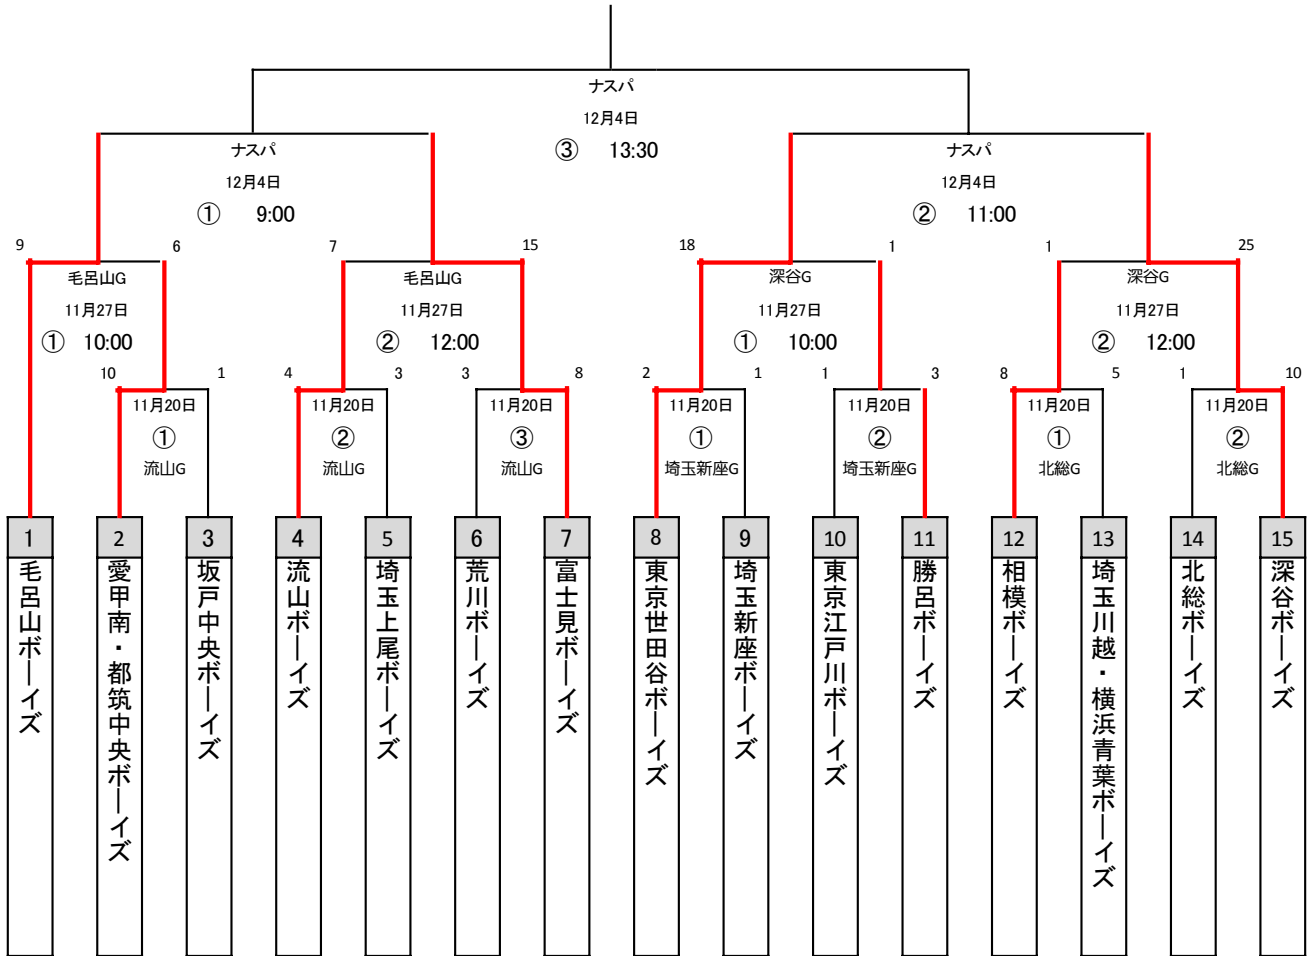 ナスパ
12月4日
③ 13:30
ナスパ
12月4日
① 9:00
ナスパ
12月4日
② 11:00
9 6 7 15 18 1 1 25
毛呂山G
11月27日
① 10:00
毛呂山G
11月27日
② 12:00
深谷G
11月27日
① 10:00
深谷G
11月27日
② 12:00
10 1 4 3 3 8 2 1 1 3 8 5 1 10
11月20日
①
流山G
11月20日
②
流山G
11月20日
③
流山G
11月20日
①
埼玉新座G
11月20日
②
埼玉新座G
11月20日
①
北総G
11月20日
②
北総G
1
毛呂山ボーイズ
2
愛甲南・都筑中央ボーイズ
3
坂戸中央ボーイズ
4
流山ボーイズ
5
埼玉上尾ボーイズ
6
荒川ボーイズ
7
富士見ボーイズ
8
東京世田谷ボーイズ
9
埼玉新座ボーイズ
10
東京江戸川ボーイズ
11
勝呂ボーイズ
12
相模ボーイズ
13
埼玉川越・横浜青葉ボーイズ
14
北総ボーイズ
15
深谷ボーイズ